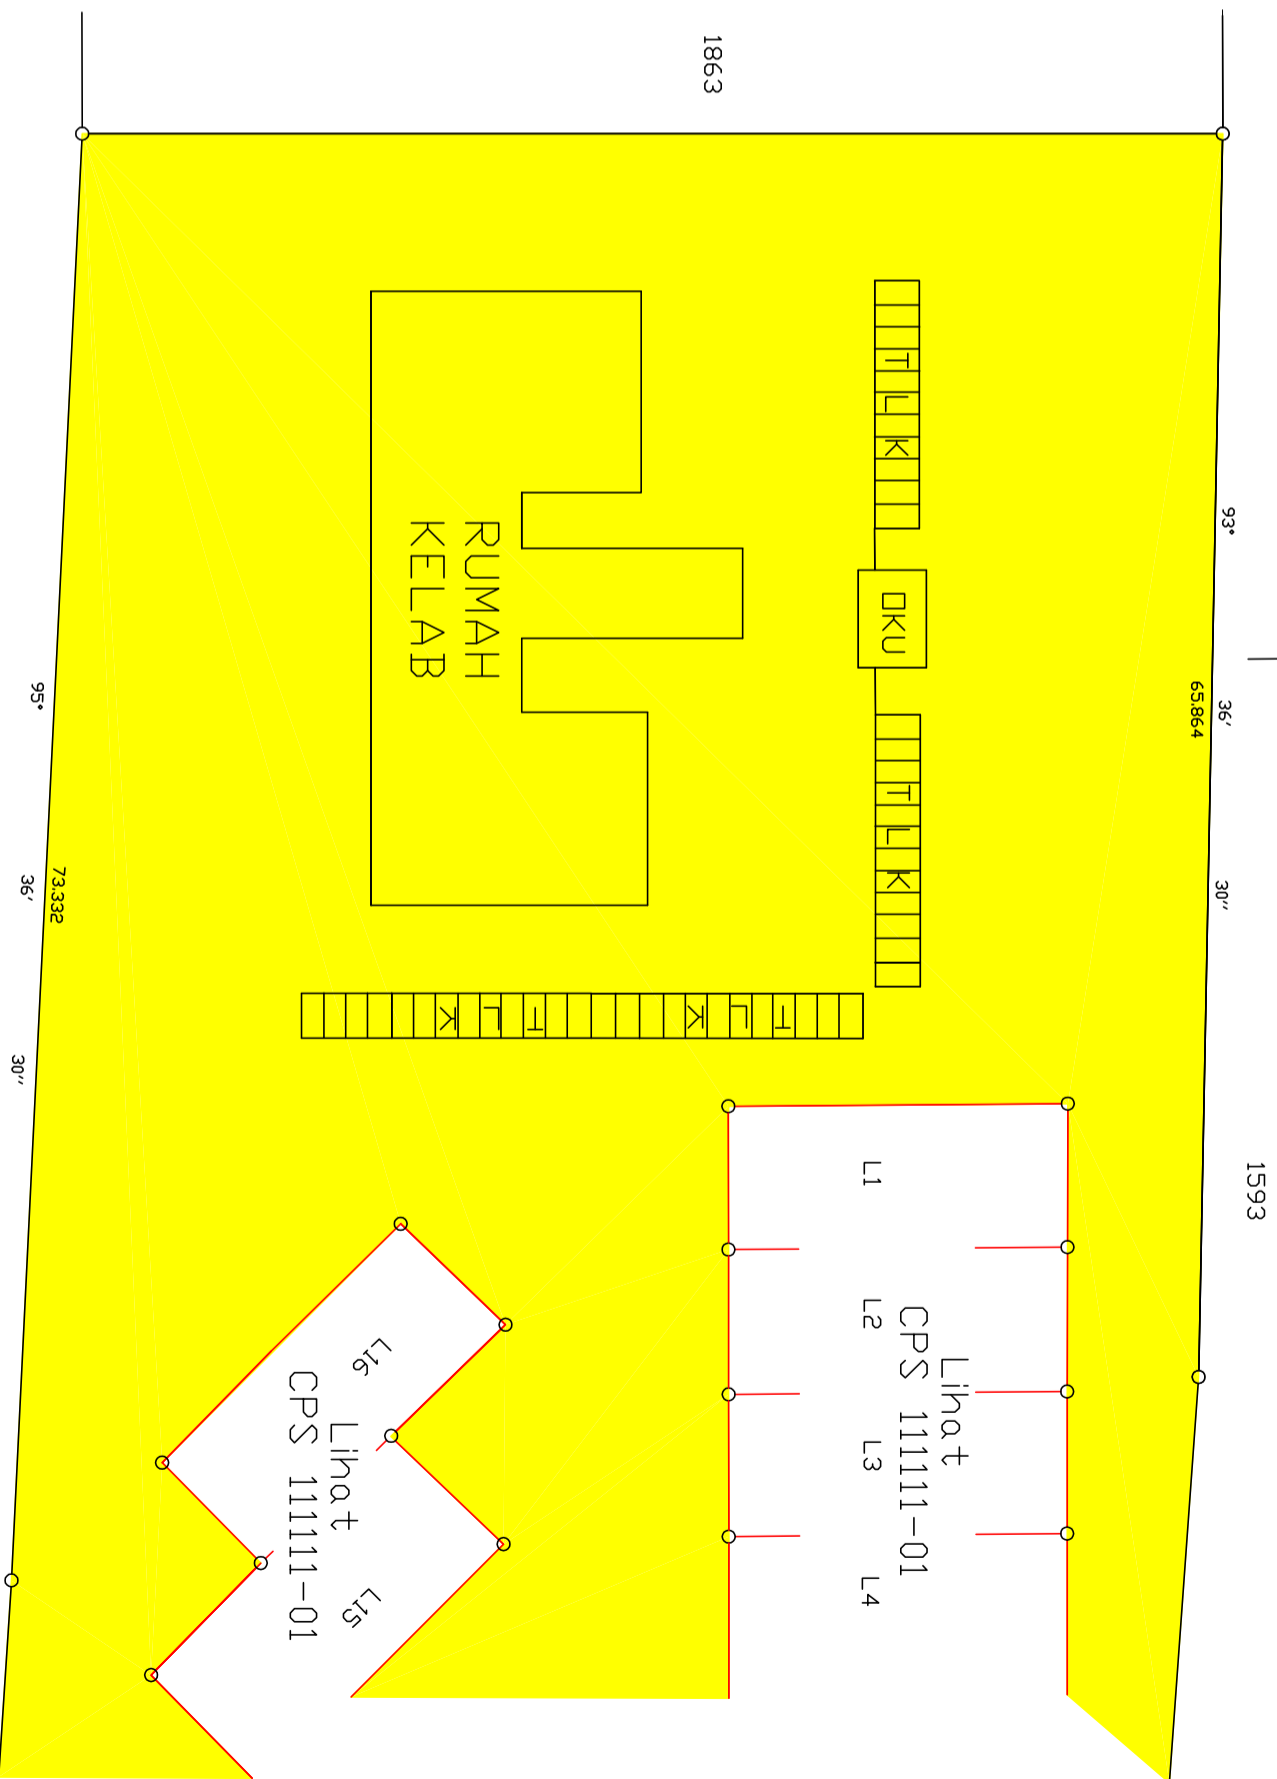 1863
93° 36' 30''
65.864
1593
TLK
OKU
TLK
RUMAH
KELAB
TLK
TLK
95° 36' 30''
73.332
L1
L2
L3
L4
Lihat
CPS 111111-01
L16
L15
Lihat
CPS 111111-01